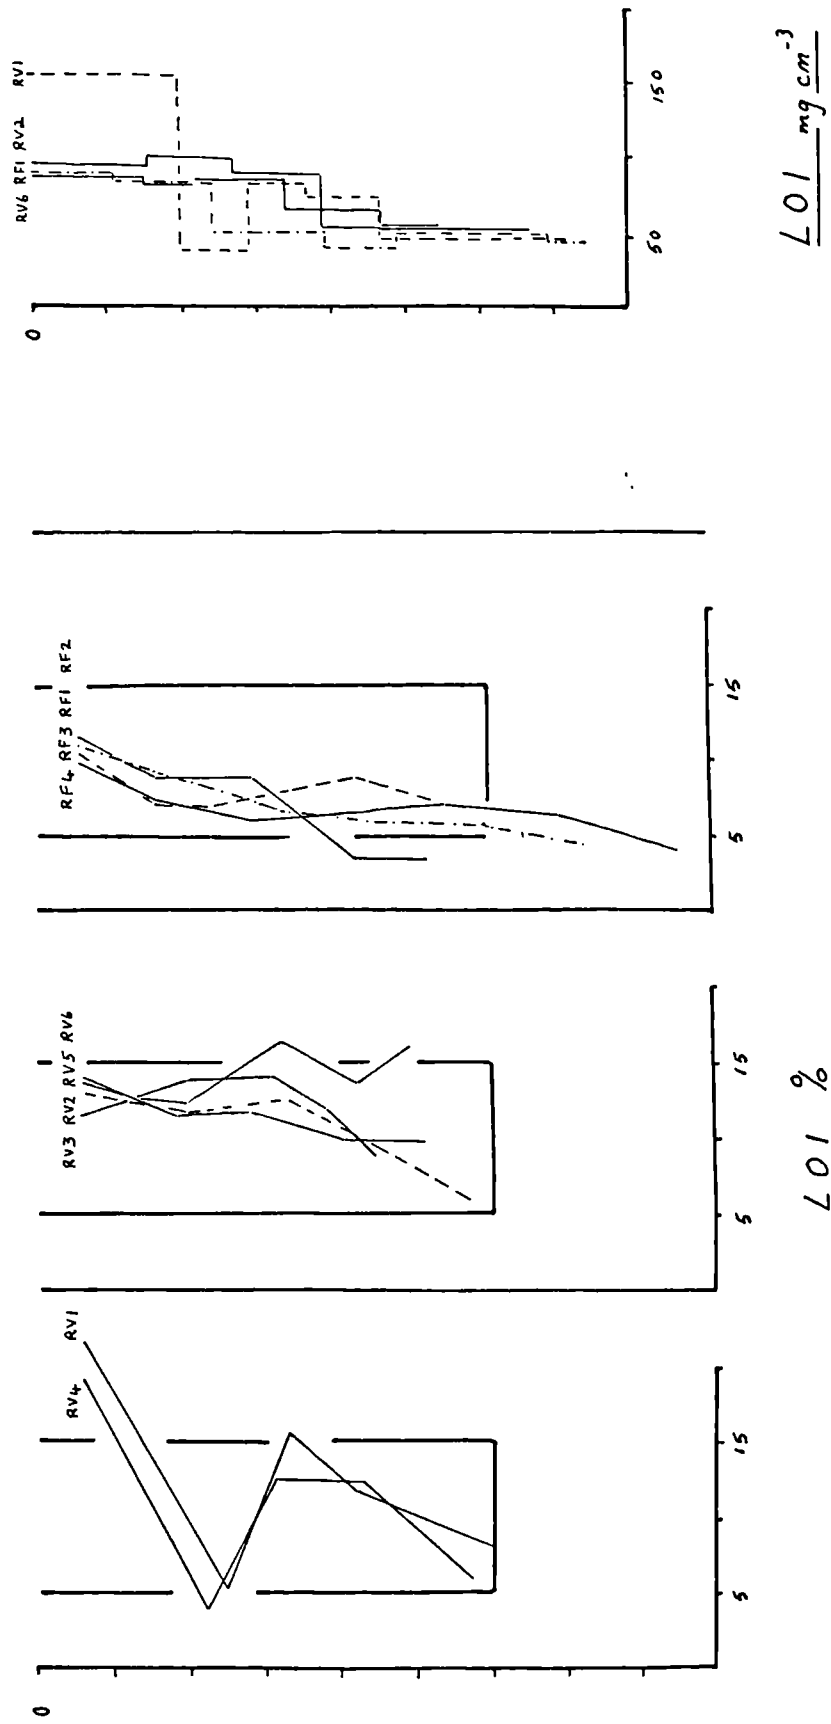 0
RV4 RV1
5 15
RV3 RV2 RV5 RV6
5 15
RF4 RF3 RF1 RF2
5 15
LOI %
0
RV6 RF1 RV2 RV1
50 150
LOI mg cm⁻³